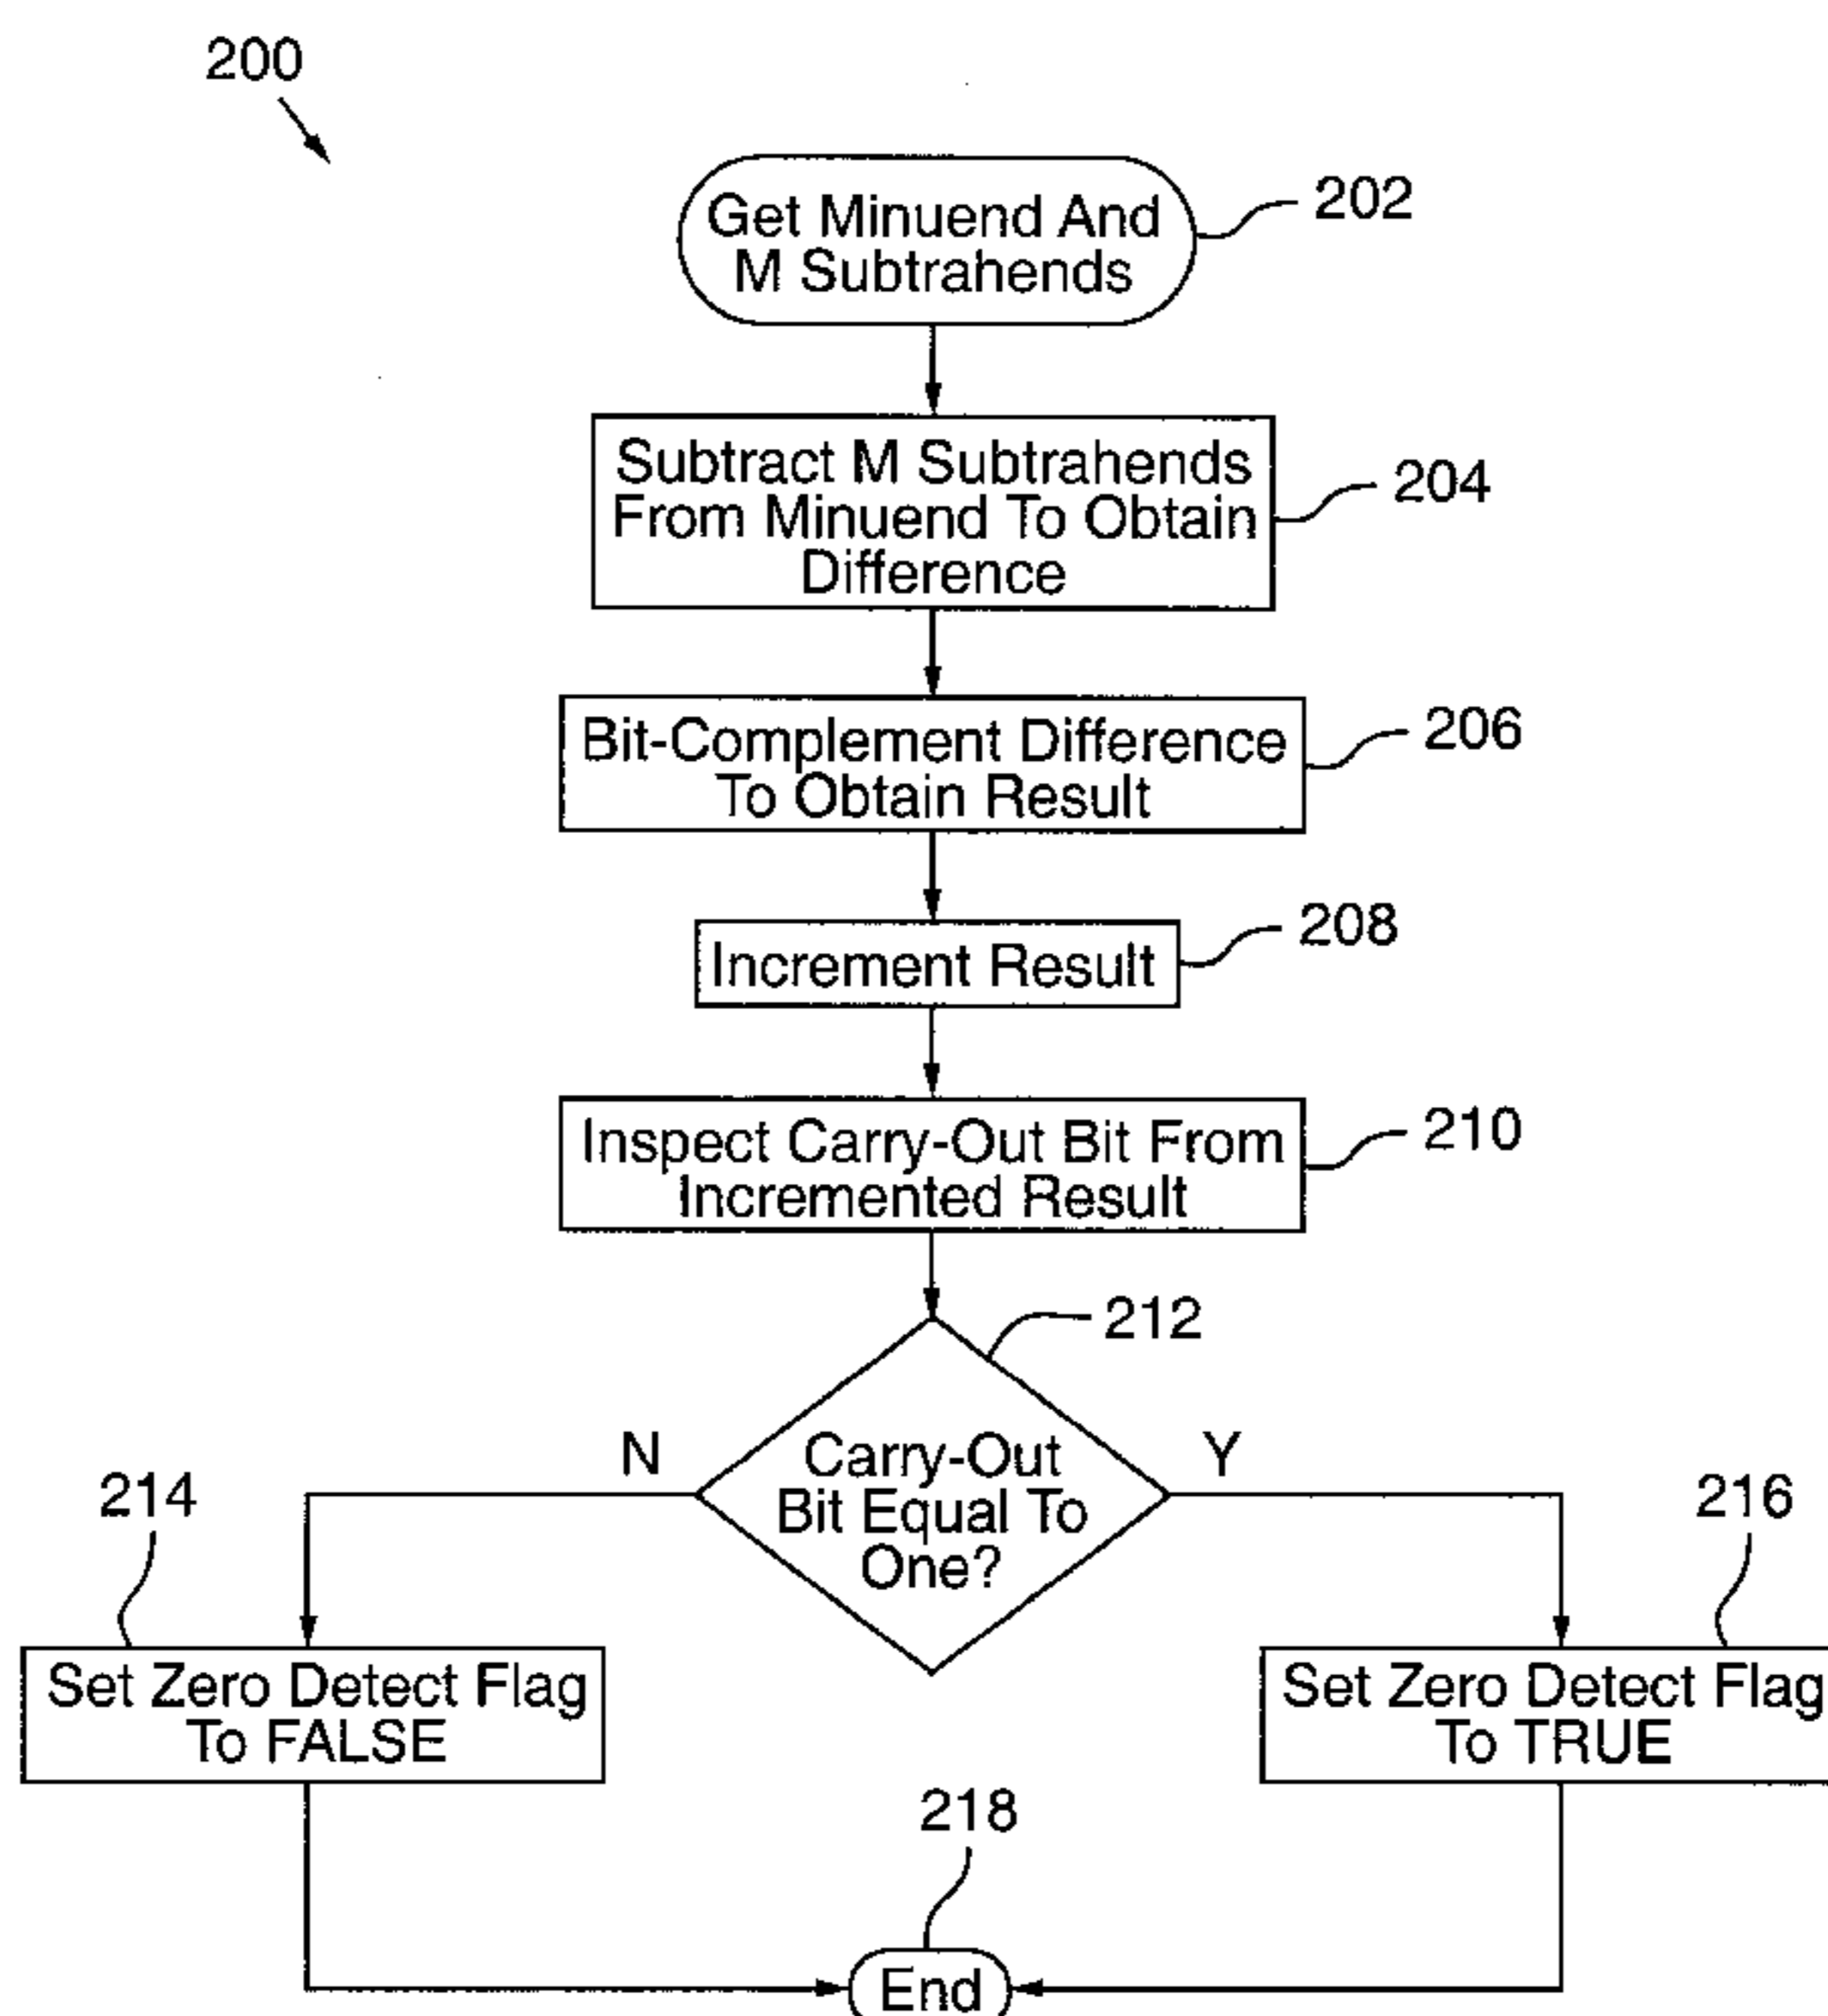 200
Get Minuend And
M Subtrahends
202
Subtract M Subtrahends
From Minuend To Obtain
Difference
204
Bit-Complement Difference
To Obtain Result
206
Increment Result
208
Inspect Carry-Out Bit From
Incremented Result
210
212
N
Carry-Out
Bit Equal To
One?
Y
214
216
Set Zero Detect Flag
To FALSE
Set Zero Detect Flag
To TRUE
218
End